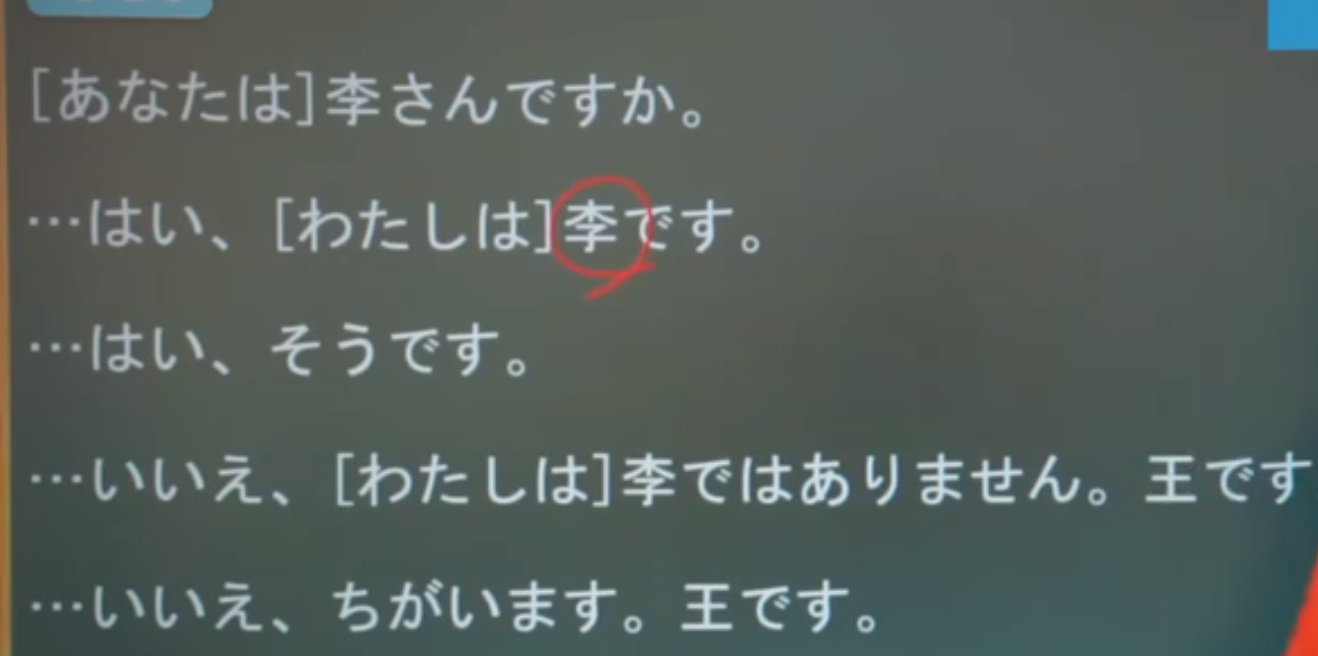 [あなたは]李さんですか。
…はい、[わたしは]李です。
…はい、そうです。
…いいえ、[わたしは]李ではありません。王です
…いいえ、ちがいます。王です。